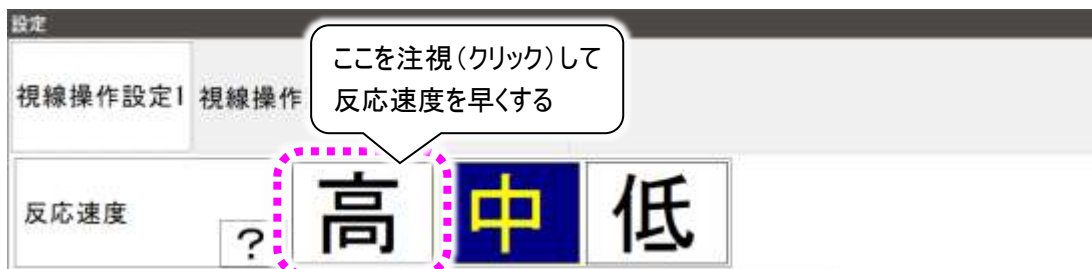 設定
ここを注視(クリック)して
反応速度を早くする
視線操作設定1 視線操作
反応速度 ? 高 中 低